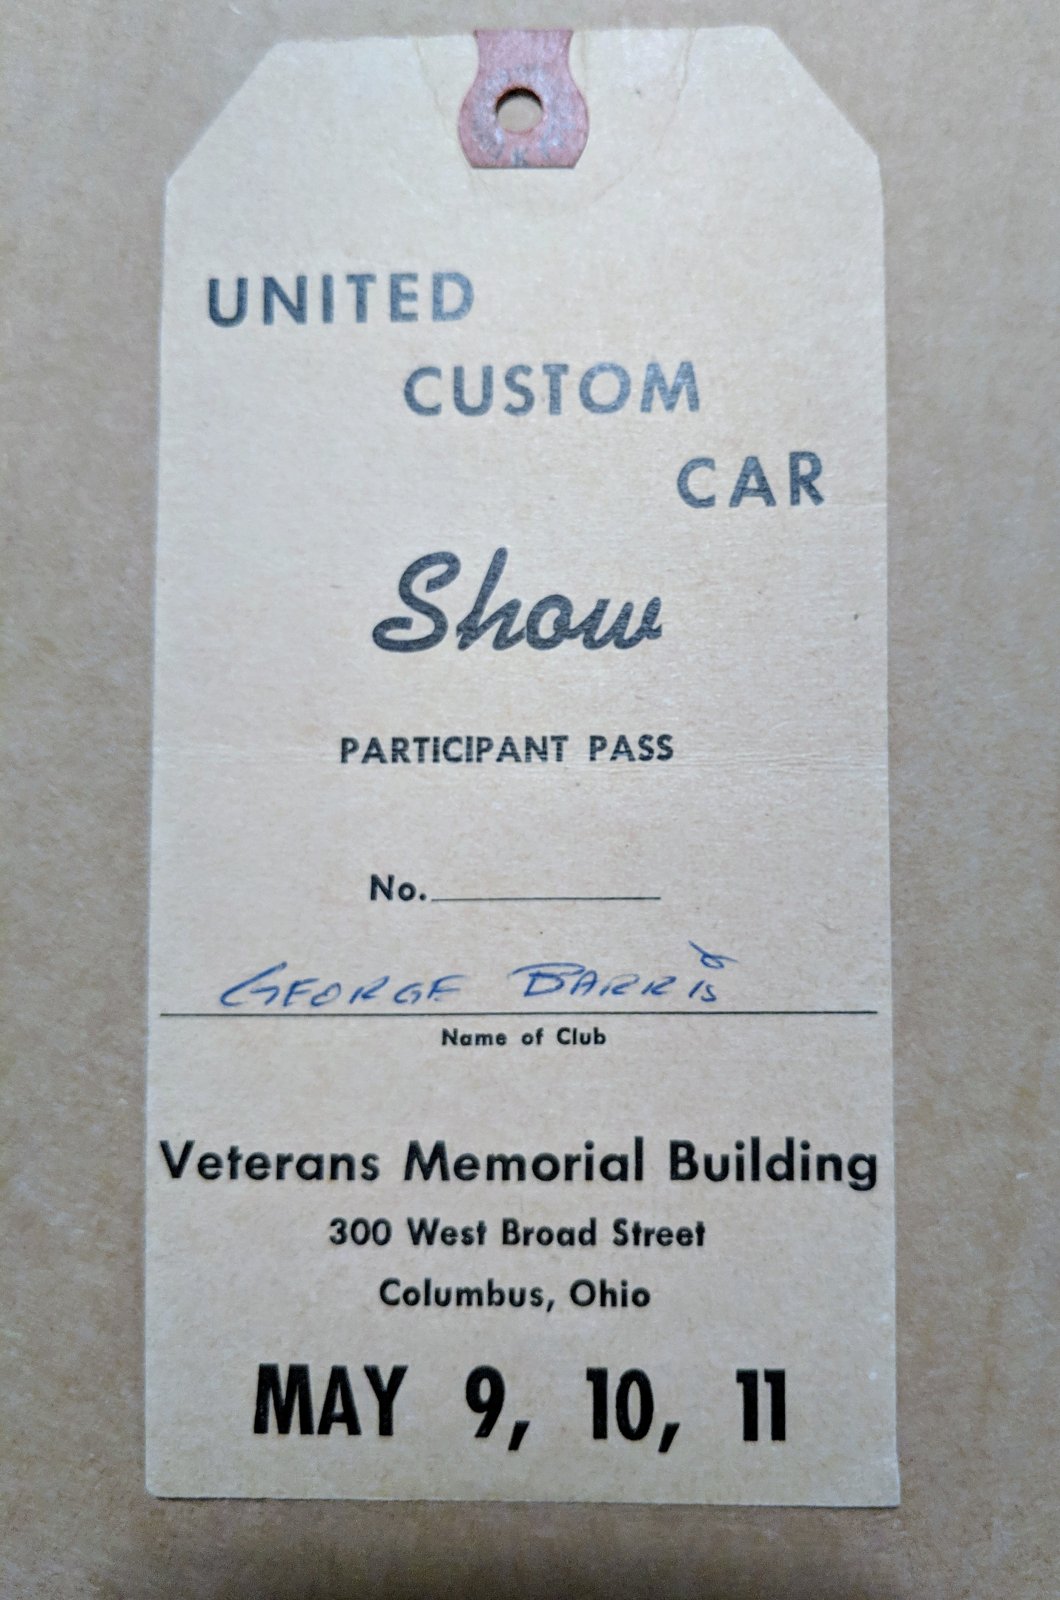 UNITED
CUSTOM
CAR
Show
PARTICIPANT PASS
No.
GEORGE BARRIS
Name of Club
Veterans Memorial Building
300 West Broad Street
Columbus, Ohio
MAY 9, 10, 11